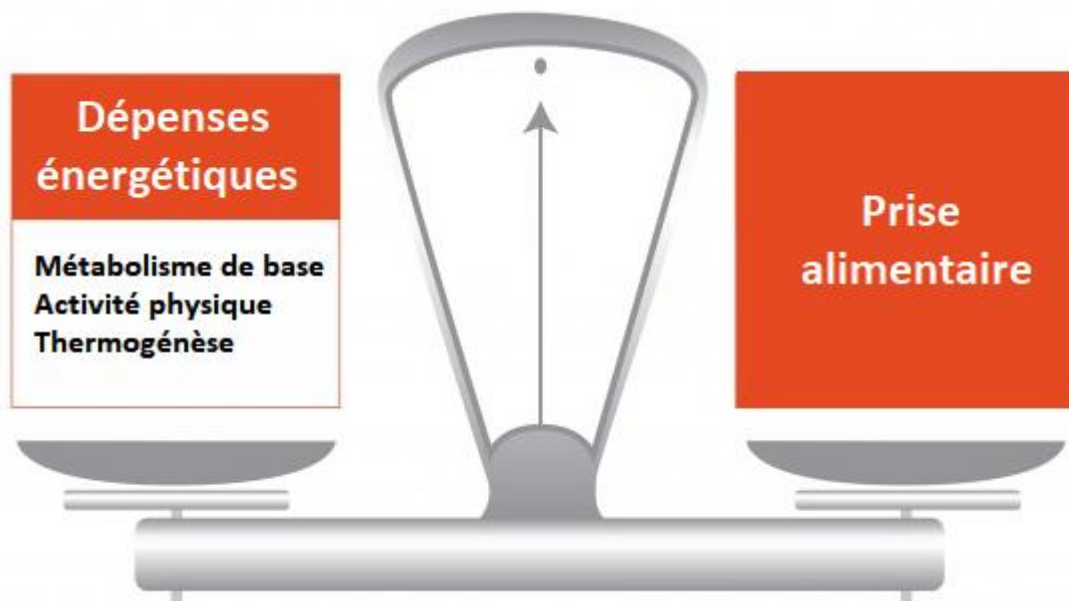 Dépenses
énergétiques
Métabolisme de base
Activité physique
Thermogénèse
Prise
alimentaire